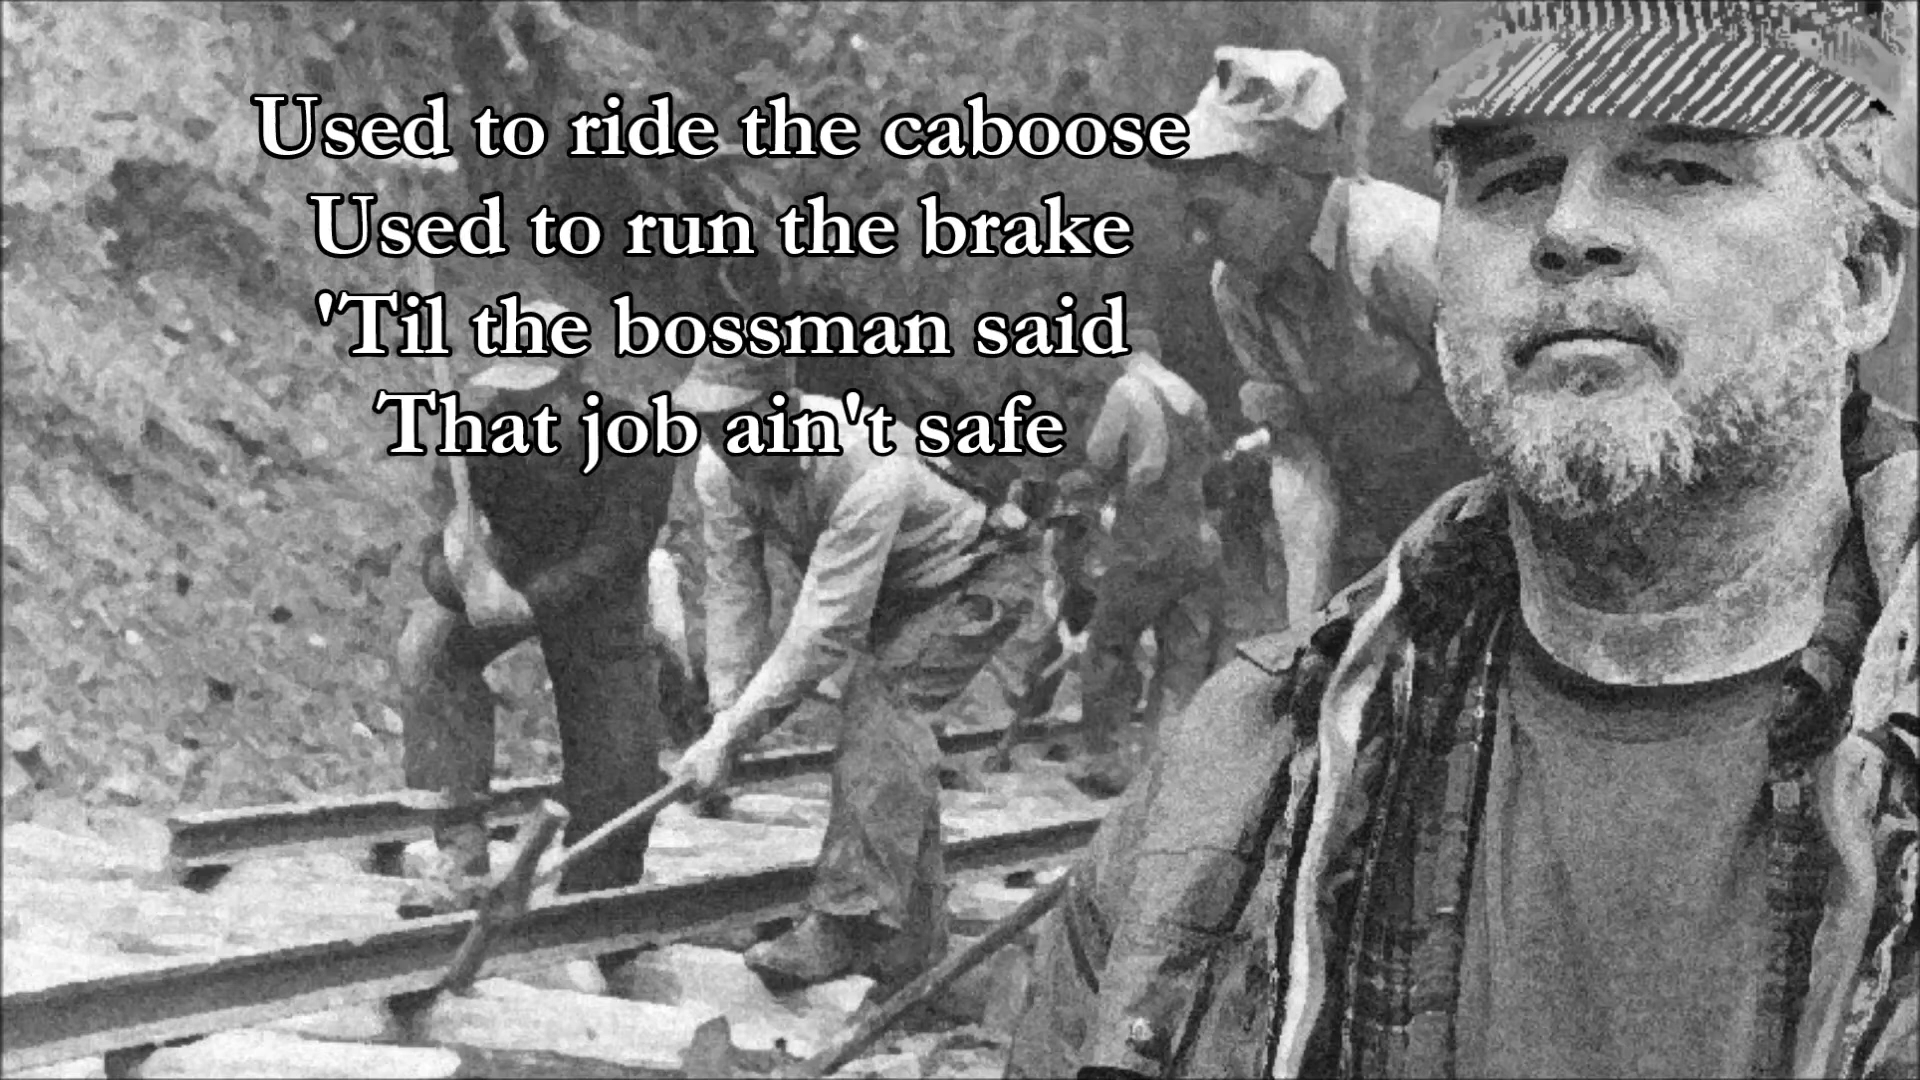 Used to ride the caboose
Used to run the brake
'Til the bossman said
That job ain't safe